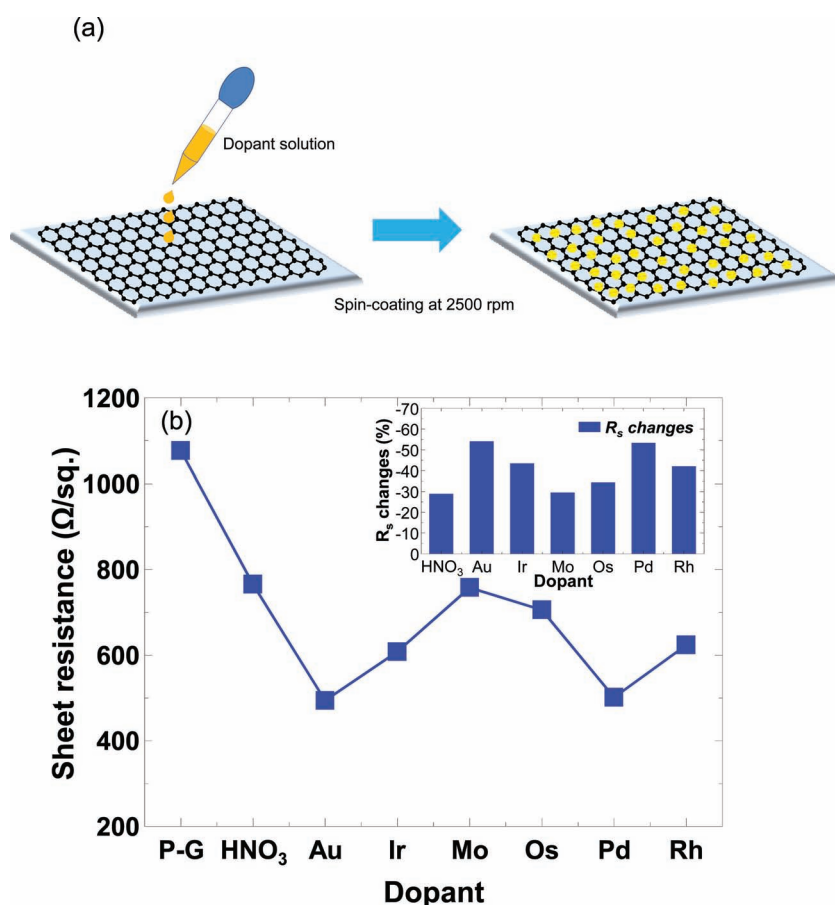 (a)
Dopant solution
Spin-coating at 2500 rpm
(b)
Sheet resistance (Ω/sq.)
1200
1000
800
600
400
200
P-G HNO₃ Au Ir Mo Os Pd Rh
Dopant
Rₛ changes (%)
-70
-60
-50
-40
-30
-20
-10
0
Rₛ changes
HNO₃ Au Ir Mo Os Pd Rh
Dopant